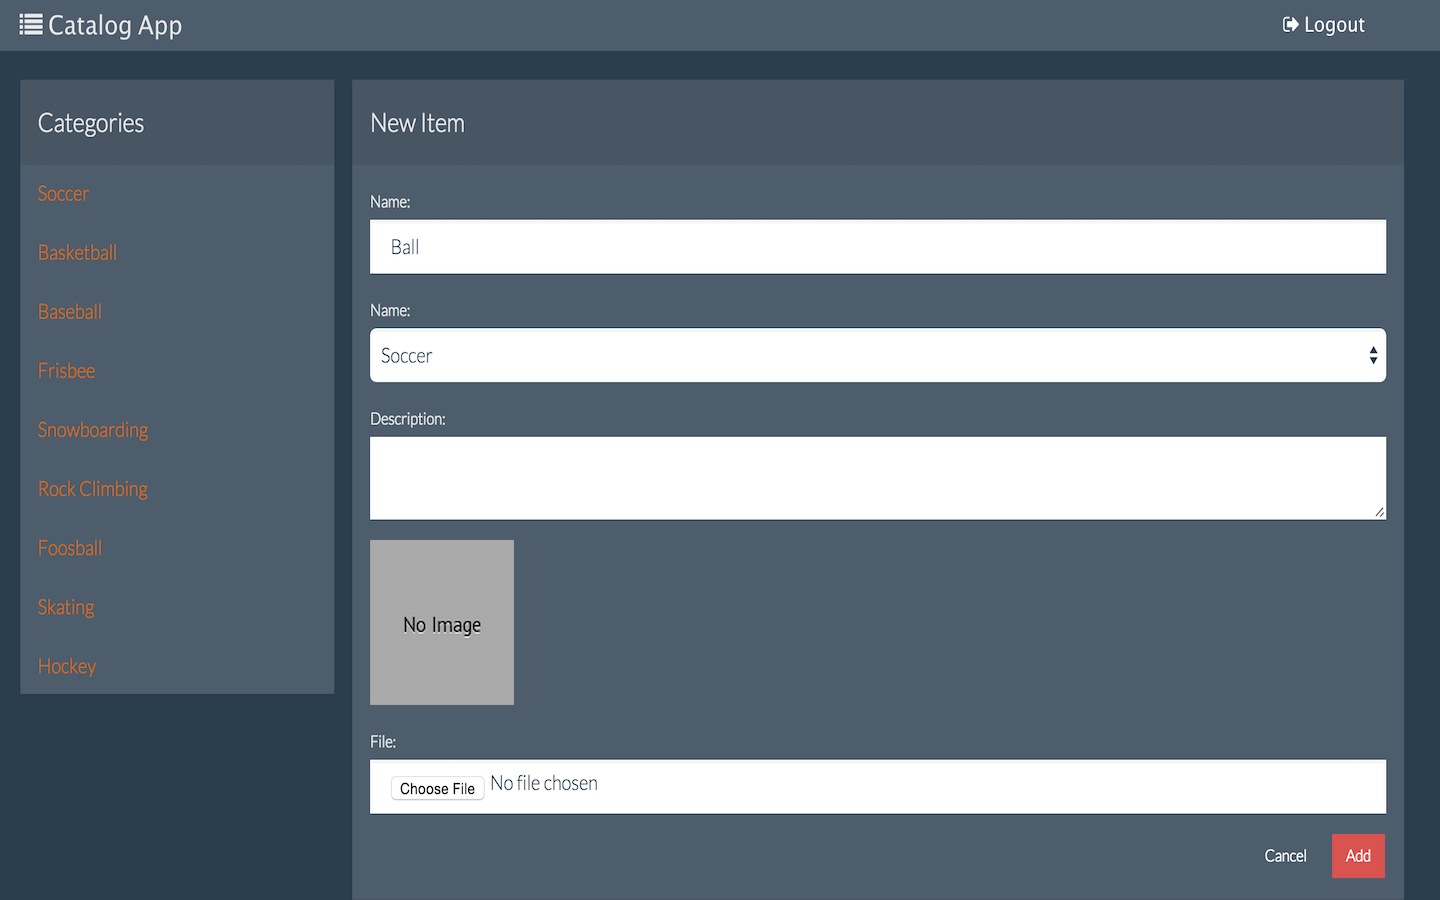 Catalog App
Logout
Categories
Soccer
Basketball
Baseball
Frisbee
Snowboarding
Rock Climbing
Foosball
Skating
Hockey
New Item
Name:
Ball
Name:
Soccer
Description:
No Image
File:
Choose File No file chosen
Cancel Add